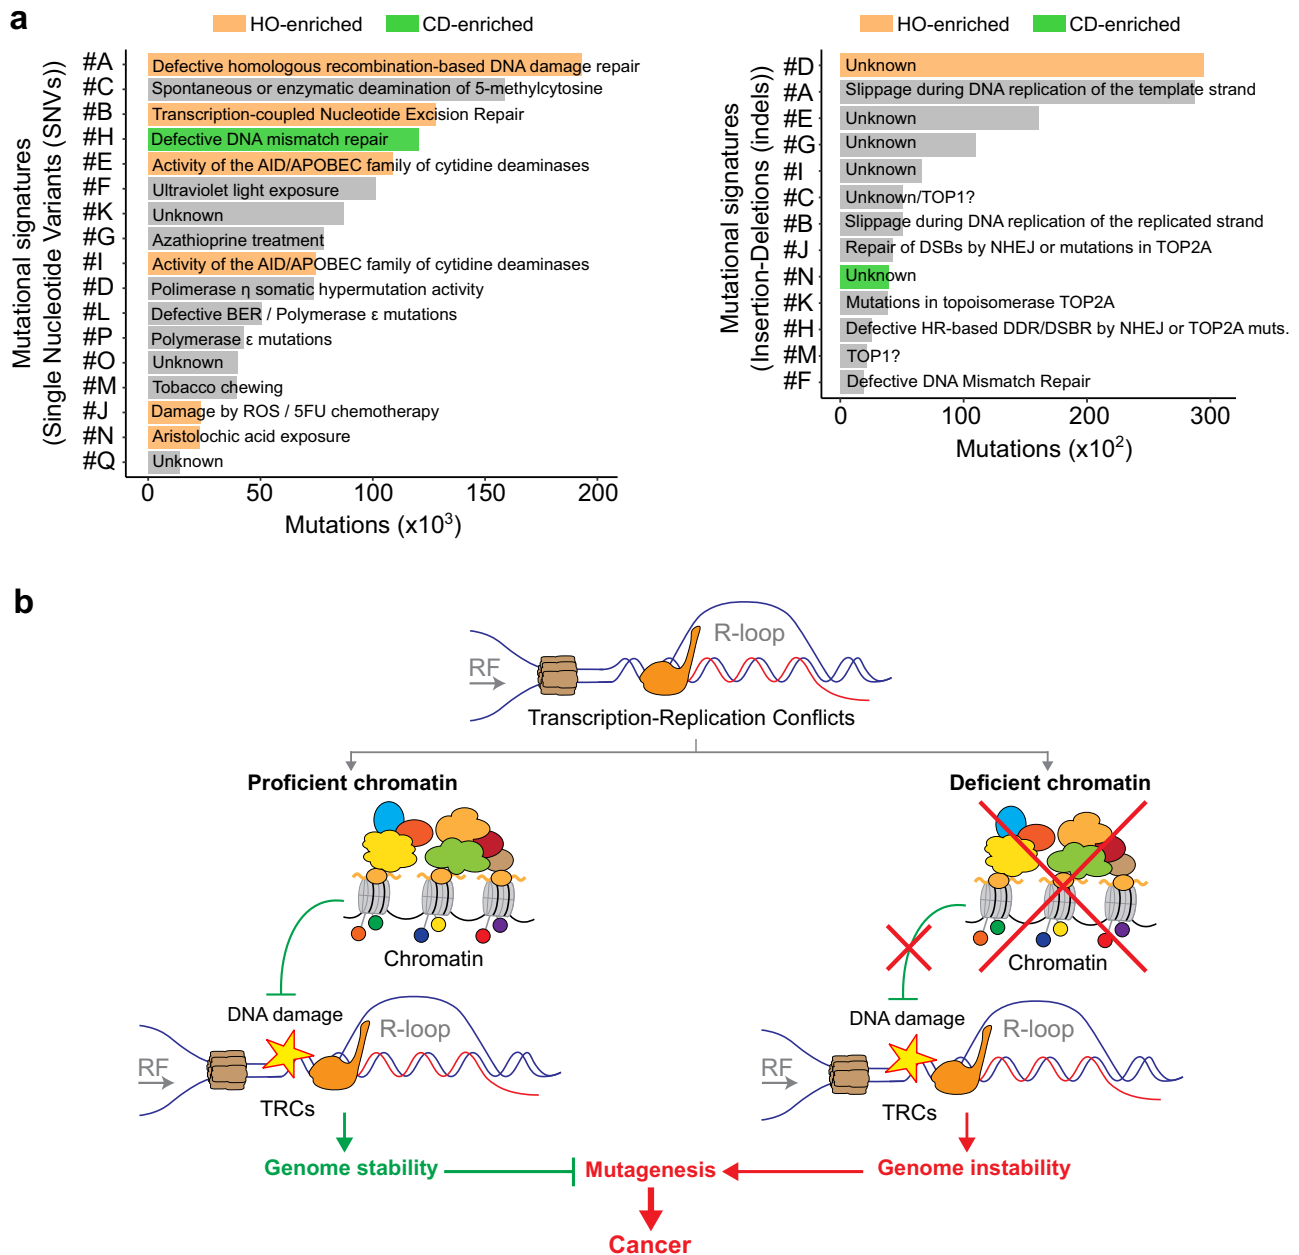 a
HO-enriched
CD-enriched
Mutational signatures
(Single Nucleotide Variants (SNVs))
#A Defective homologous recombination-based DNA damage repair
#C Spontaneous or enzymatic deamination of 5-methylcytosine
#B Transcription-coupled Nucleotide Excision Repair
#H Defective DNA mismatch repair
#E Activity of the AID/APOBEC family of cytidine deaminases
#F Ultraviolet light exposure
#K Unknown
#G Azathioprine treatment
#I Activity of the AID/APOBEC family of cytidine deaminases
#D Polimerase η somatic hypermutation activity
#L Defective BER / Polymerase ε mutations
#P Polymerase ε mutations
#O Unknown
#M Tobacco chewing
#J Damage by ROS / 5FU chemotherapy
#N Aristolochic acid exposure
#Q Unknown
0 50 100 150 200
Mutations (x10³)
HO-enriched
CD-enriched
Mutational signatures
(Insertion-Deletions (indels))
#D Unknown
#A Slippage during DNA replication of the template strand
#E Unknown
#G Unknown
#I Unknown
#C Unknown/TOP1?
#B Slippage during DNA replication of the replicated strand
#J Repair of DSBs by NHEJ or mutations in TOP2A
#N Unknown
#K Mutations in topoisomerase TOP2A
#H Defective HR-based DDR/DSBR by NHEJ or TOP2A muts.
#M TOP1?
#F Defective DNA Mismatch Repair
0 100 200 300
Mutations (x10²)
b
R-loop
RF
Transcription-Replication Conflicts
Proficient chromatin
Deficient chromatin
Chromatin
Chromatin
DNA damage
R-loop
RF
TRCs
DNA damage
R-loop
RF
TRCs
Genome stability
Mutagenesis
Genome instability
Cancer